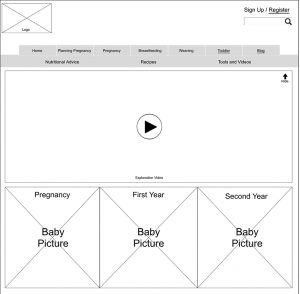 Sign Up / Register
Logo
Home Planning Pregnancy Pregnancy Breastfeeding Weaning Toddler Blog
Nutritional Advice Recipes Tools and Videos
Hide
Explanation Video
Pregnancy First Year Second Year
Baby Picture Baby Picture Baby Picture